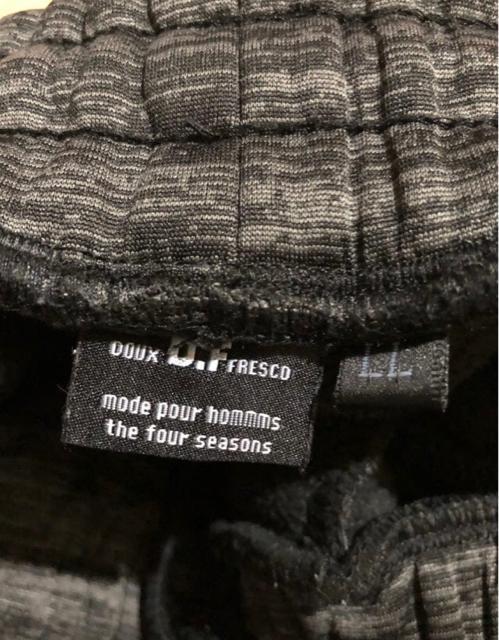 DOUX D.F FRESCO
LL
mode pour hommms
the four seasons